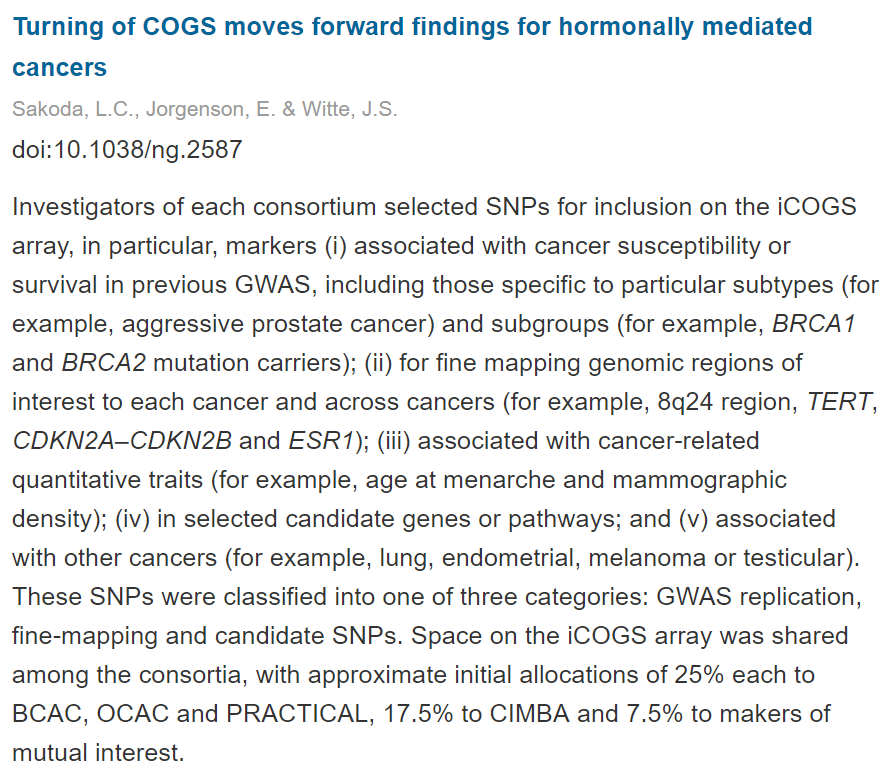 Turning of COGS moves forward findings for hormonally mediated
cancers
Sakoda, L.C., Jorgenson, E. & Witte, J.S.
doi:10.1038/ng.2587
Investigators of each consortium selected SNPs for inclusion on the iCOGS
array, in particular, markers (i) associated with cancer susceptibility or
survival in previous GWAS, including those specific to particular subtypes (for
example, aggressive prostate cancer) and subgroups (for example, BRCA1
and BRCA2 mutation carriers); (ii) for fine mapping genomic regions of
interest to each cancer and across cancers (for example, 8q24 region, TERT,
CDKN2A–CDKN2B and ESR1); (iii) associated with cancer-related
quantitative traits (for example, age at menarche and mammographic
density); (iv) in selected candidate genes or pathways; and (v) associated
with other cancers (for example, lung, endometrial, melanoma or testicular).
These SNPs were classified into one of three categories: GWAS replication,
fine-mapping and candidate SNPs. Space on the iCOGS array was shared
among the consortia, with approximate initial allocations of 25% each to
BCAC, OCAC and PRACTICAL, 17.5% to CIMBA and 7.5% to makers of
mutual interest.